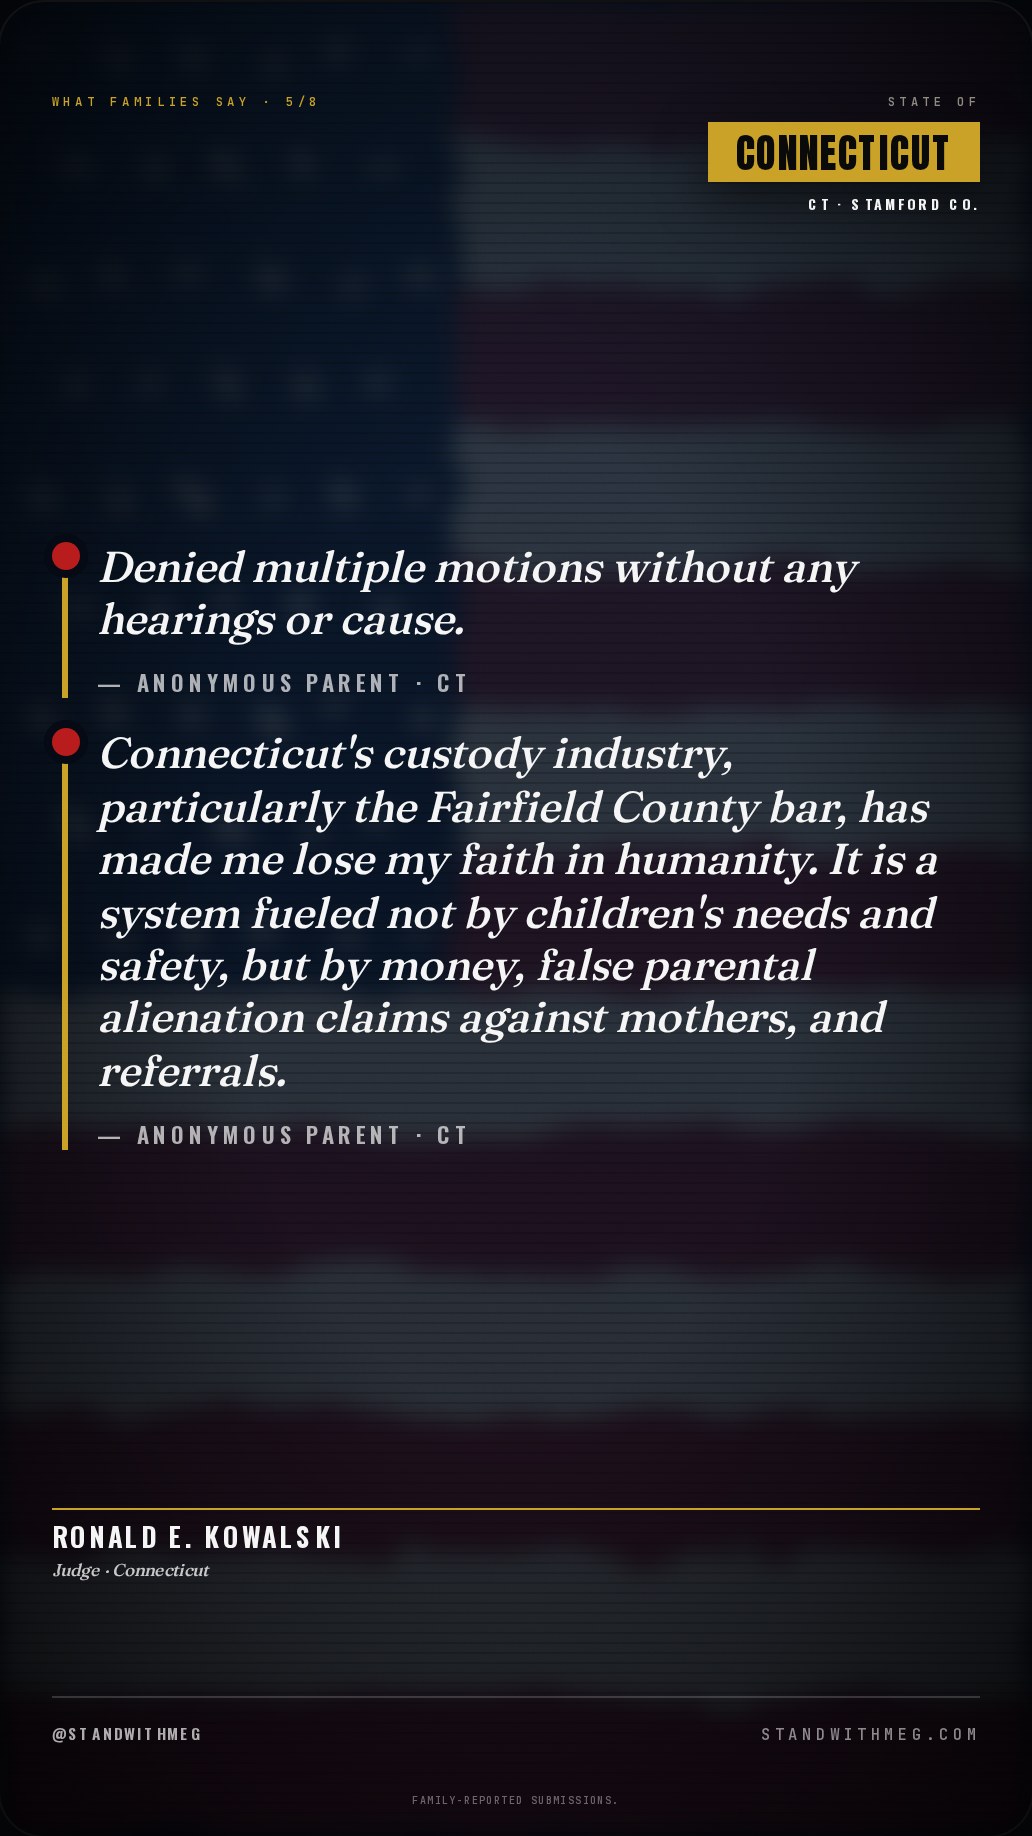 WHAT FAMILIES SAY · 5/8
STATE OF
CONNECTICUT
CT · STAMFORD CO.
Denied multiple motions without any
hearings or cause.
— ANONYMOUS PARENT · CT
Connecticut's custody industry,
particularly the Fairfield County bar, has
made me lose my faith in humanity. It is a
system fueled not by children's needs and
safety, but by money, false parental
alienation claims against mothers, and
referrals.
— ANONYMOUS PARENT · CT
RONALD E. KOWALSKI
Judge · Connecticut
@STANDWITHMEG
STANDWITHMEG.COM
FAMILY-REPORTED SUBMISSIONS.